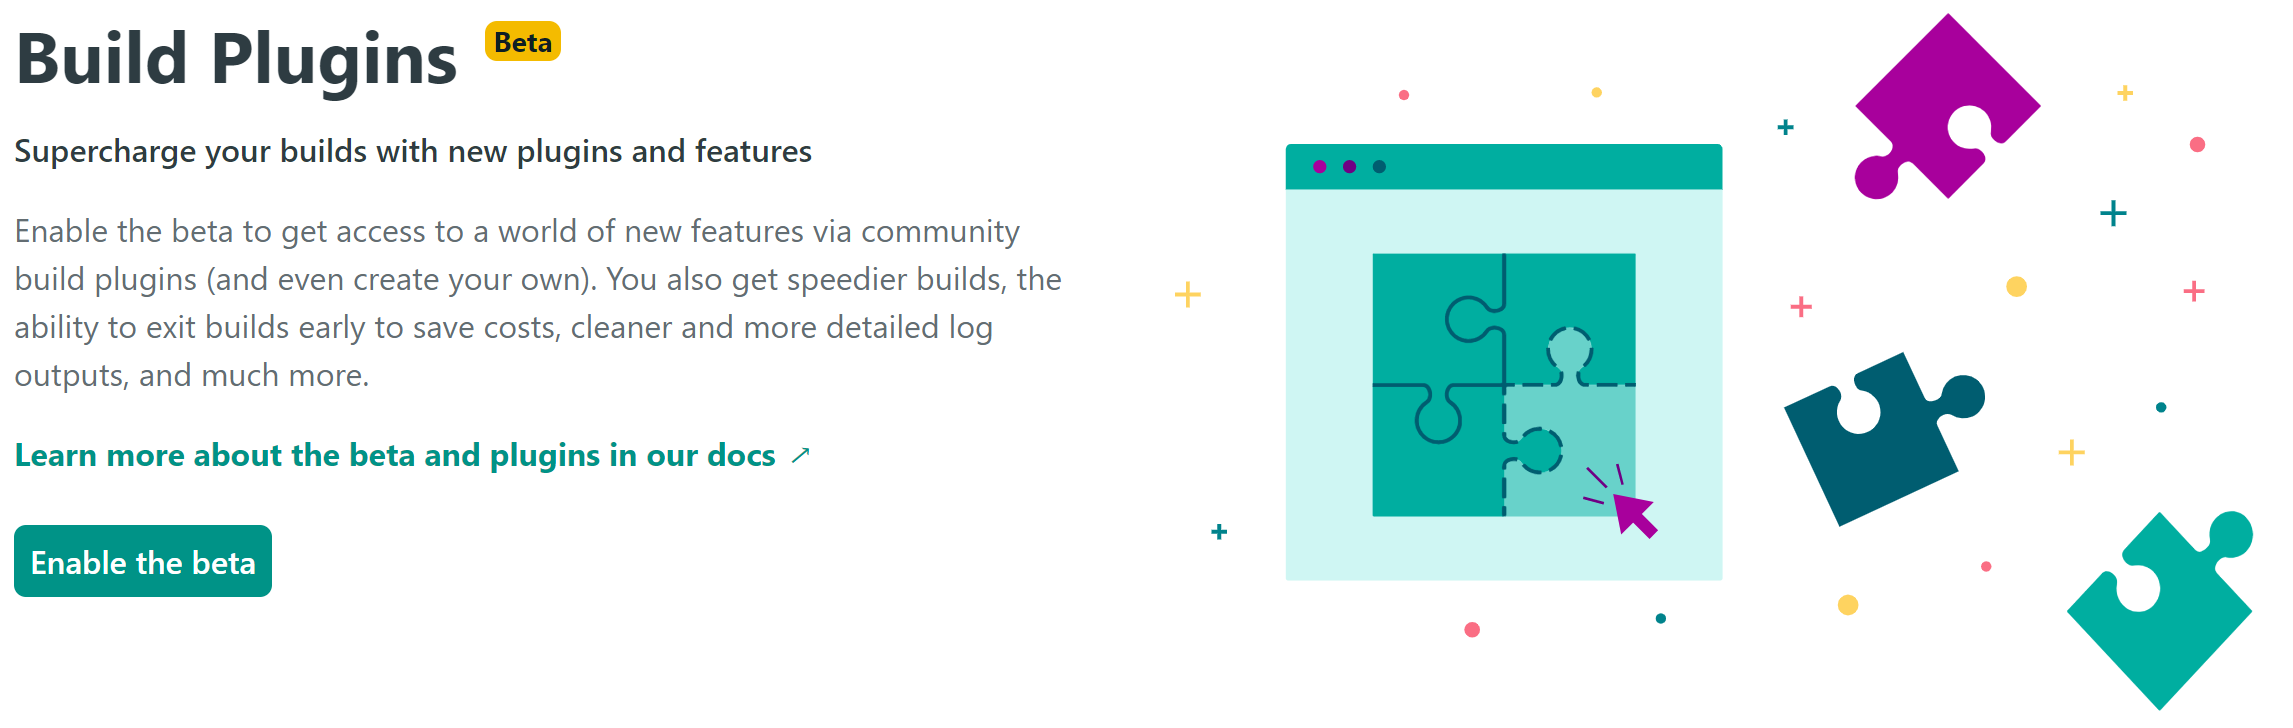 Build Plugins Beta
Supercharge your builds with new plugins and features
Enable the beta to get access to a world of new features via community
build plugins (and even create your own). You also get speedier builds, the
ability to exit builds early to save costs, cleaner and more detailed log
outputs, and much more.
Learn more about the beta and plugins in our docs ↗
Enable the beta